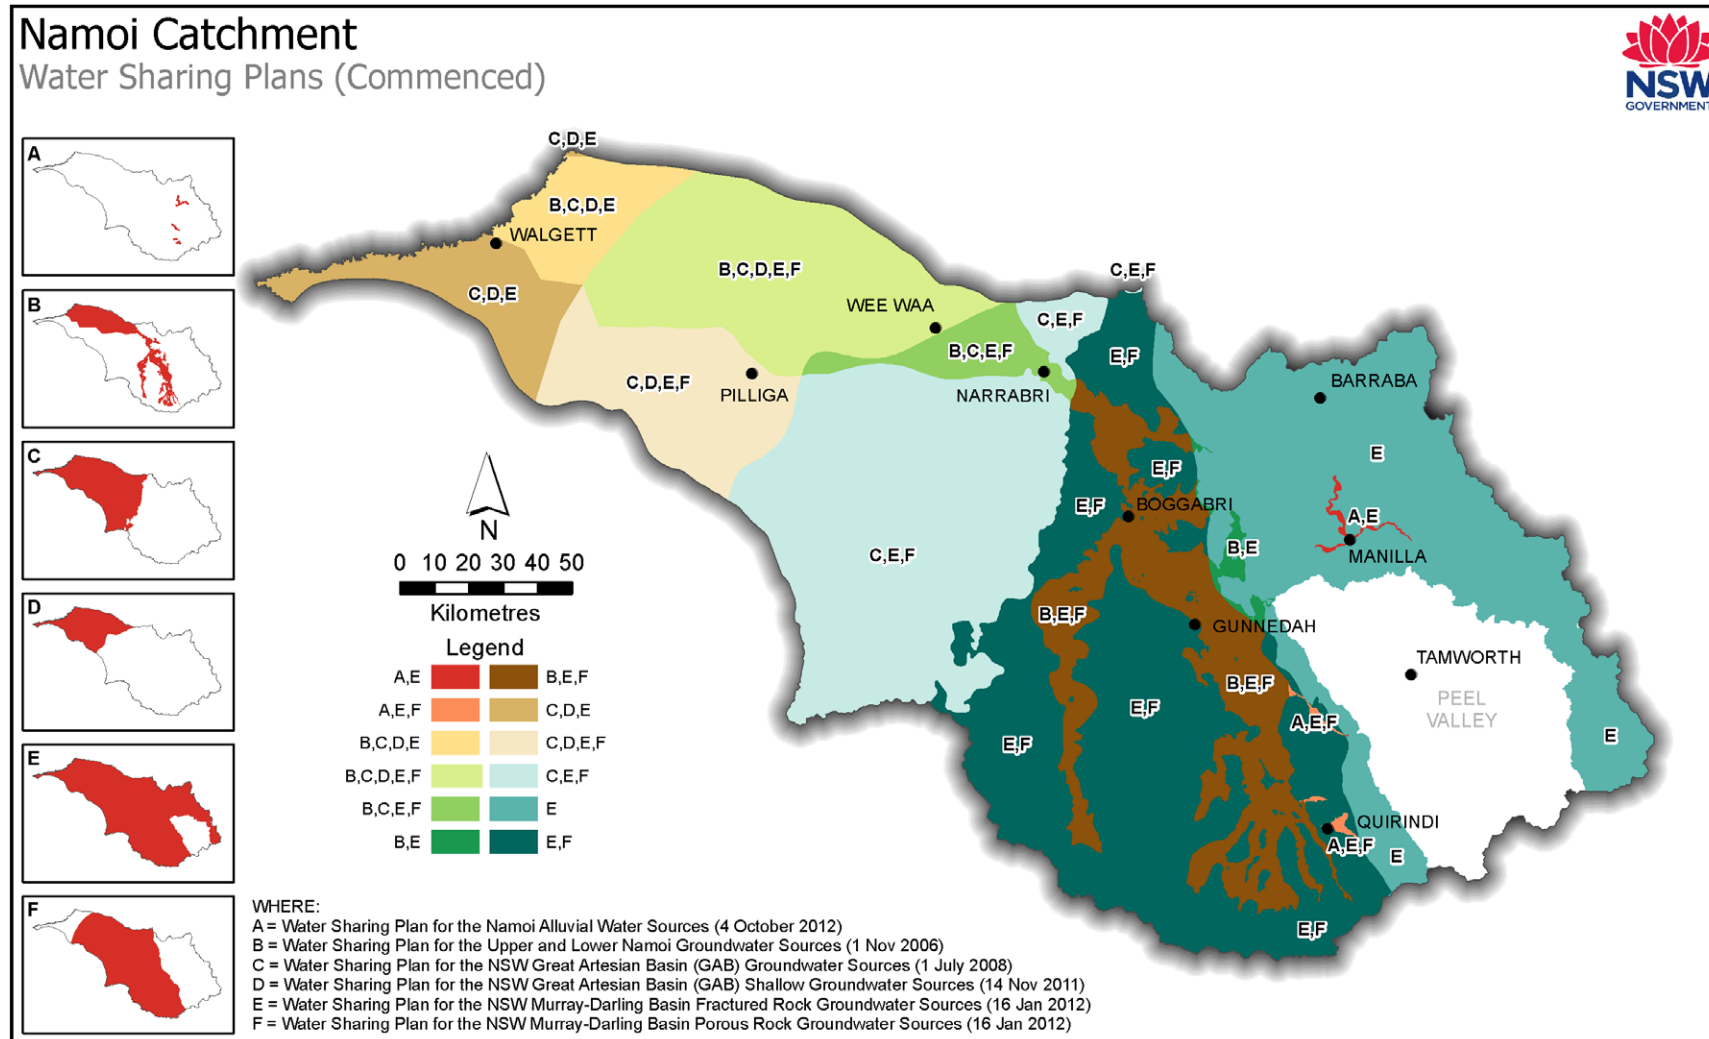 Namoi Catchment
Water Sharing Plans (Commenced)
NSW
GOVERNMENT
A
B
C
D
E
F
C,D,E
B,C,D,E
WALGETT
C,D,E
B,C,D,E,F
WEE WAA
C,E,F
C,E,F
B,C,E,F
E,F
C,D,E,F
PILLIGA
NARRABRI
BARRABA
E
E,F
E,F
BOGGABRI
A,E
MANILLA
B,E
C,E,F
B,E,F
GUNNEDAH
TAMWORTH
PEEL
VALLEY
B,E,F
E,F
A,E,F
E,F
E
QUIRINDI
A,E,F
E
E,F
N
0 10 20 30 40 50
Kilometres
Legend
A,E
B,E,F
A,E,F
C,D,E
B,C,D,E
C,D,E,F
B,C,D,E,F
C,E,F
B,C,E,F
E
B,E
E,F
WHERE:
A = Water Sharing Plan for the Namoi Alluvial Water Sources (4 October 2012)
B = Water Sharing Plan for the Upper and Lower Namoi Groundwater Sources (1 Nov 2006)
C = Water Sharing Plan for the NSW Great Artesian Basin (GAB) Groundwater Sources (1 July 2008)
D = Water Sharing Plan for the NSW Great Artesian Basin (GAB) Shallow Groundwater Sources (14 Nov 2011)
E = Water Sharing Plan for the NSW Murray-Darling Basin Fractured Rock Groundwater Sources (16 Jan 2012)
F = Water Sharing Plan for the NSW Murray-Darling Basin Porous Rock Groundwater Sources (16 Jan 2012)